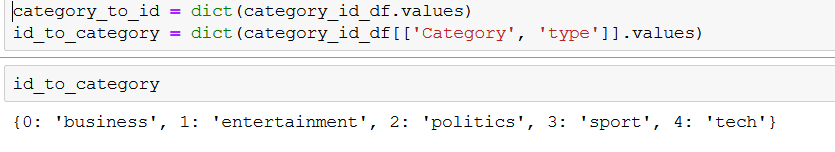 category_to_id = dict(category_id_df.values)
id_to_category = dict(category_id_df[['Category', 'type']].values)
id_to_category
{0: 'business', 1: 'entertainment', 2: 'politics', 3: 'sport', 4: 'tech'}